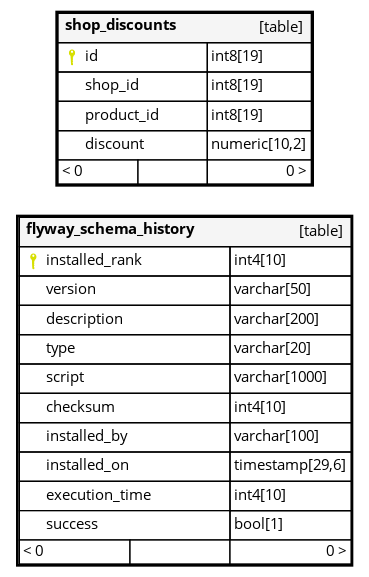 shop_discounts [table]
id int8[19]
shop_id int8[19]
product_id int8[19]
discount numeric[10,2]
< 0 0 >
flyway_schema_history [table]
installed_rank int4[10]
version varchar[50]
description varchar[200]
type varchar[20]
script varchar[1000]
checksum int4[10]
installed_by varchar[100]
installed_on timestamp[29,6]
execution_time int4[10]
success bool[1]
< 0 0 >